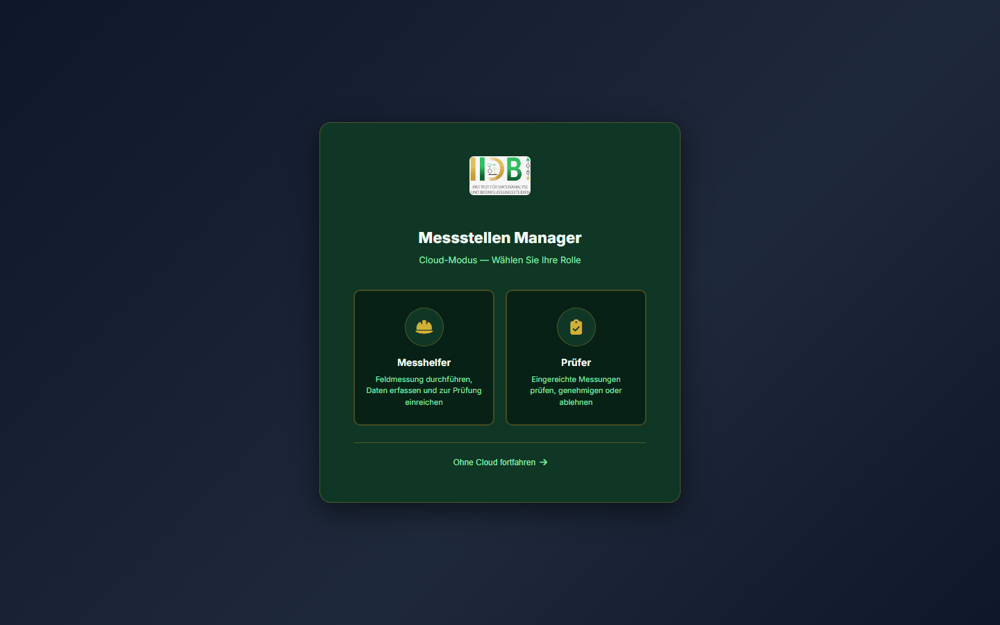 IIDB
INSTITUT FÜR DATENANALYSE
UND BEEINFLUSSUNGSSTUDIEN
Messstellen Manager
Cloud-Modus — Wählen Sie Ihre Rolle
Messhelfer
Feldmessung durchführen,
Daten erfassen und zur Prüfung
einreichen
Prüfer
Eingereichte Messungen
prüfen, genehmigen oder
ablehnen
Ohne Cloud fortfahren →